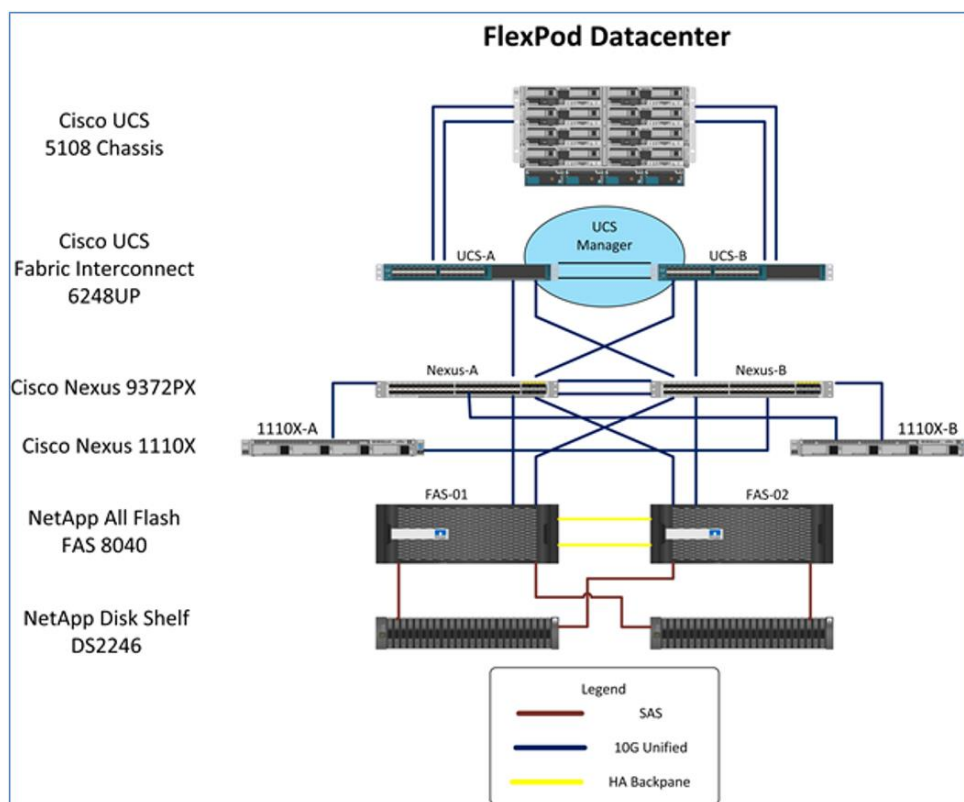 FlexPod Datacenter
Cisco UCS
5108 Chassis
Cisco UCS
Fabric Interconnect
6248UP
UCS
Manager
UCS-A
UCS-B
Cisco Nexus 9372PX
Nexus-A
Nexus-B
Cisco Nexus 1110X
1110X-A
1110X-B
NetApp All Flash
FAS 8040
FAS-01
FAS-02
NetApp Disk Shelf
DS2246
Legend
SAS
10G Unified
HA Backpane